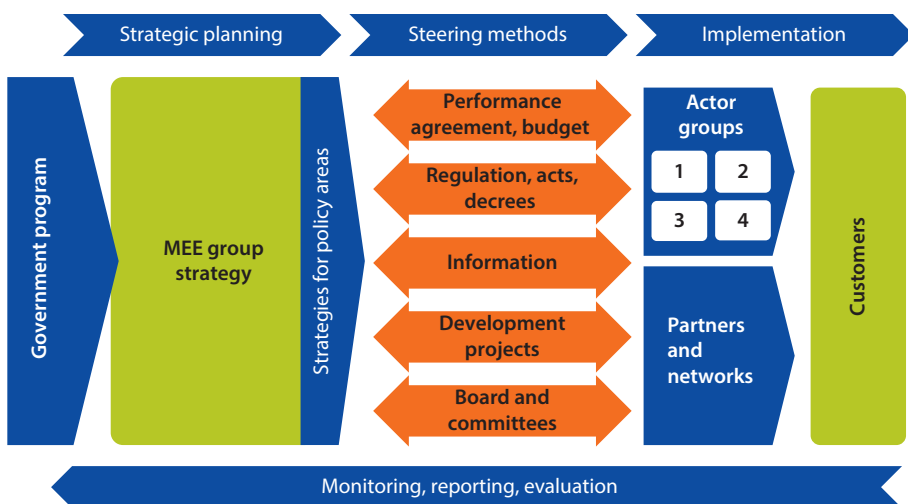 Strategic planning
Steering methods
Implementation
Government program
MEE group
strategy
Strategies for policy areas
Performance
agreement, budget
Regulation, acts,
decrees
Information
Development
projects
Board and
committees
Actor
groups
1
2
3
4
Partners
and
networks
Customers
Monitoring, reporting, evaluation